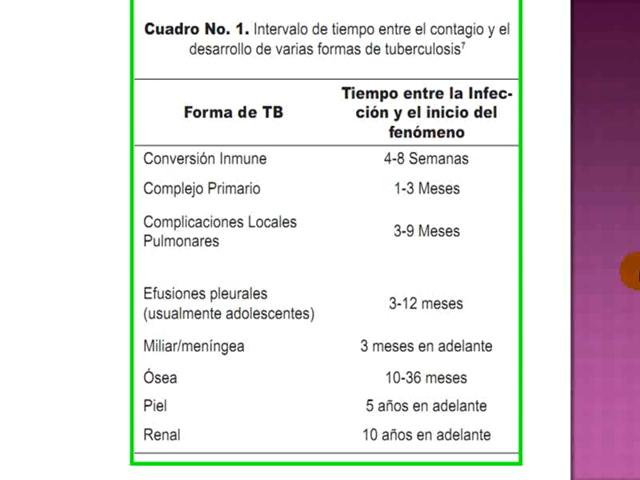 Cuadro No. 1. Intervalo de tiempo entre el contagio y el
desarrollo de varias formas de tuberculosis⁷
Forma de TB
Tiempo entre la Infec-
ción y el inicio del
fenómeno
Conversión Inmune 4-8 Semanas
Complejo Primario 1-3 Meses
Complicaciones Locales
Pulmonares 3-9 Meses
Efusiones pleurales
(usualmente adolescentes) 3-12 meses
Miliar/meníngea 3 meses en adelante
Ósea 10-36 meses
Piel 5 años en adelante
Renal 10 años en adelante